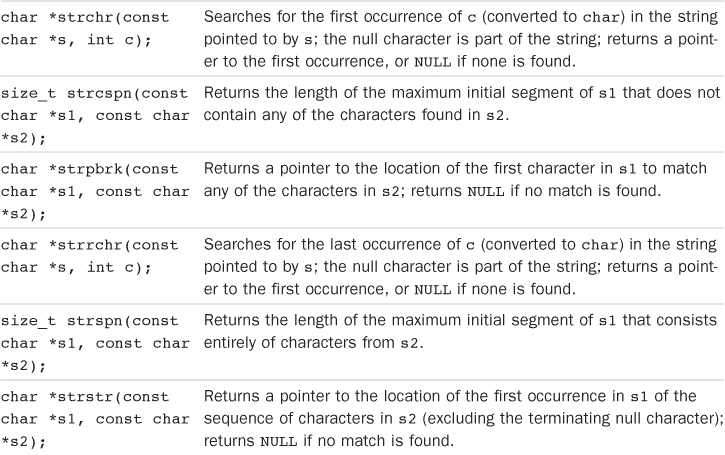 char *strchr(const
char *s, int c);
Searches for the first occurrence of c (converted to char) in the string
pointed to by s; the null character is part of the string; returns a point-
er to the first occurrence, or NULL if none is found.
size_t strcspn(const
char *s1, const char
*s2);
Returns the length of the maximum initial segment of s1 that does not
contain any of the characters found in s2.
char *strpbrk(const
char *s1, const char
*s2);
Returns a pointer to the location of the first character in s1 to match
any of the characters in s2; returns NULL if no match is found.
char *strrchr(const
char *s, int c);
Searches for the last occurrence of c (converted to char) in the string
pointed to by s; the null character is part of the string; returns a point-
er to the first occurrence, or NULL if none is found.
size_t strspn(const
char *s1, const char
*s2);
Returns the length of the maximum initial segment of s1 that consists
entirely of characters from s2.
char *strstr(const
char *s1, const char
*s2);
Returns a pointer to the location of the first occurrence in s1 of the
sequence of characters in s2 (excluding the terminating null character);
returns NULL if no match is found.